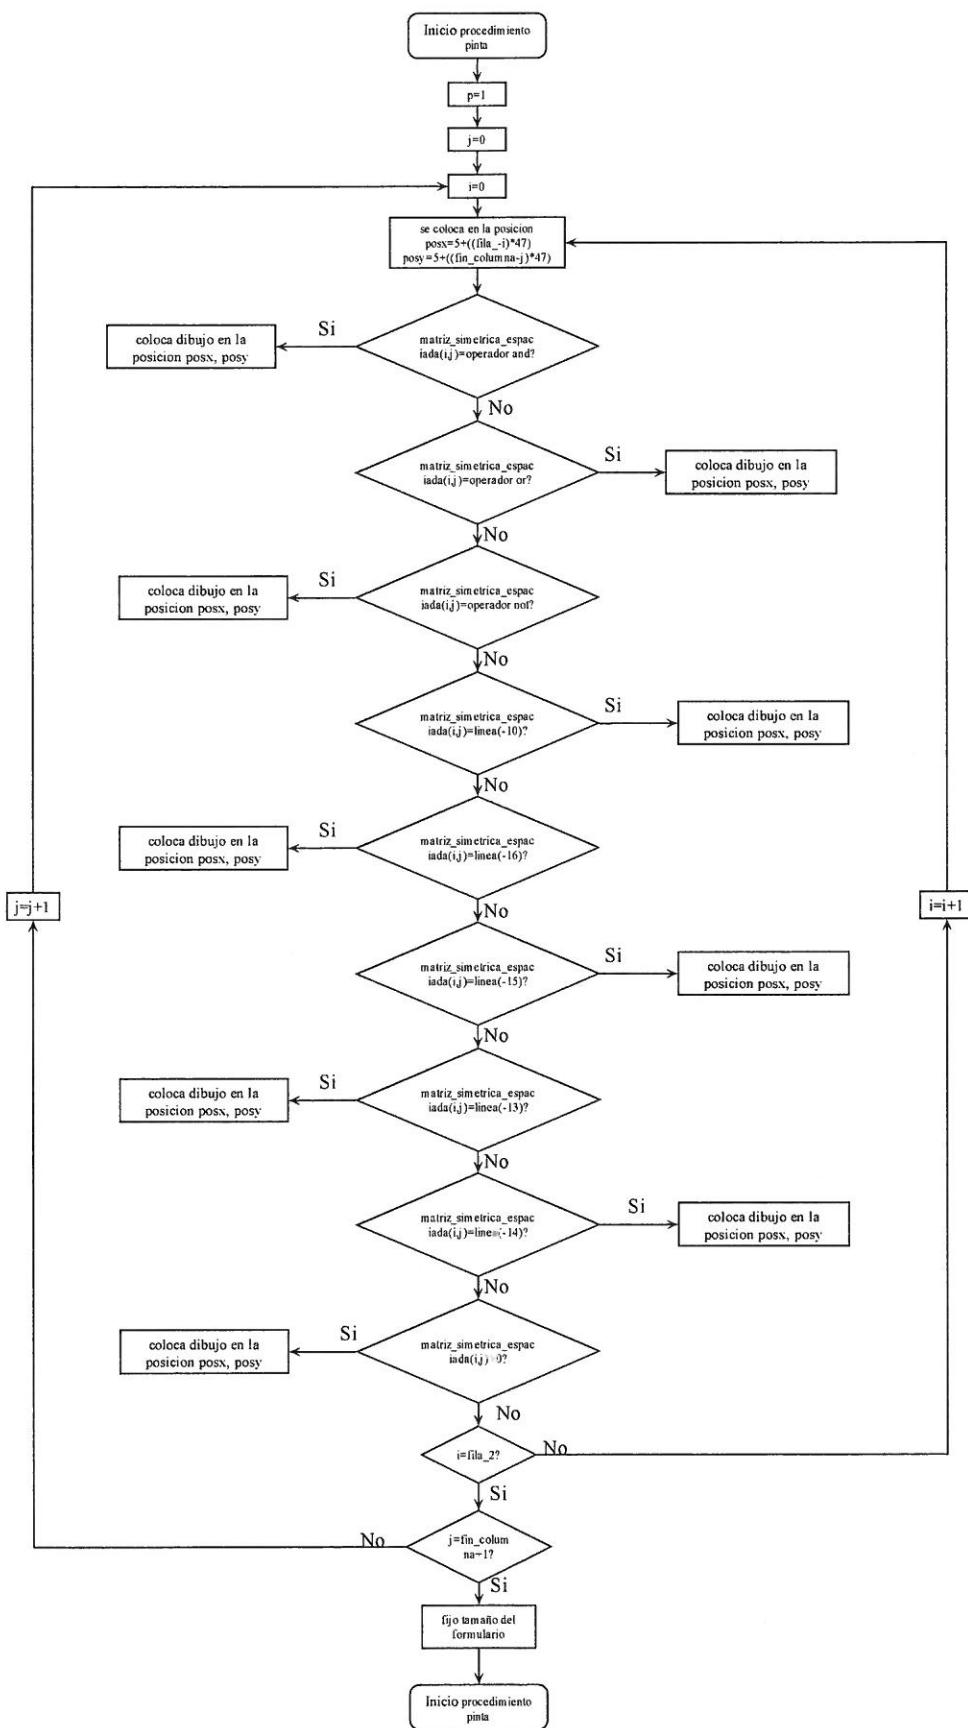 Inicio procedimiento
pinta
p=1
j=0
i=0
se coloca en la posicion
posx=5+((fila_-i)*47)
posy=5+((fin_columna-j)*47)
matriz_simetrica_espac
iada(i,j)=operador and?
Si
coloca dibujo en la
posicion posx, posy
No
matriz_simetrica_espac
iada(i,j)=operador or?
Si
coloca dibujo en la
posicion posx, posy
No
matriz_simetrica_espac
iada(i,j)=operador not?
Si
coloca dibujo en la
posicion posx, posy
No
matriz_simetrica_espac
iada(i,j)=linea(-10)?
Si
coloca dibujo en la
posicion posx, posy
No
matriz_simetrica_espac
iada(i,j)=linea(-16)?
Si
coloca dibujo en la
posicion posx, posy
j=j+1
i=i+1
No
matriz_simetrica_espac
iada(i,j)=linea(-15)?
Si
coloca dibujo en la
posicion posx, posy
No
matriz_simetrica_espac
iada(i,j)=linea(-13)?
Si
coloca dibujo en la
posicion posx, posy
No
matriz_simetrica_espac
iada(i,j)=linea(-14)?
Si
coloca dibujo en la
posicion posx, posy
No
matriz_simetrica_espac
iada(i,j)=0?
Si
coloca dibujo en la
posicion posx, posy
No
i=fila_2?
No
Si
j=fin_colum
na+1?
No
Si
fijo tamaño del
formulario
Inicio procedimiento
pinta